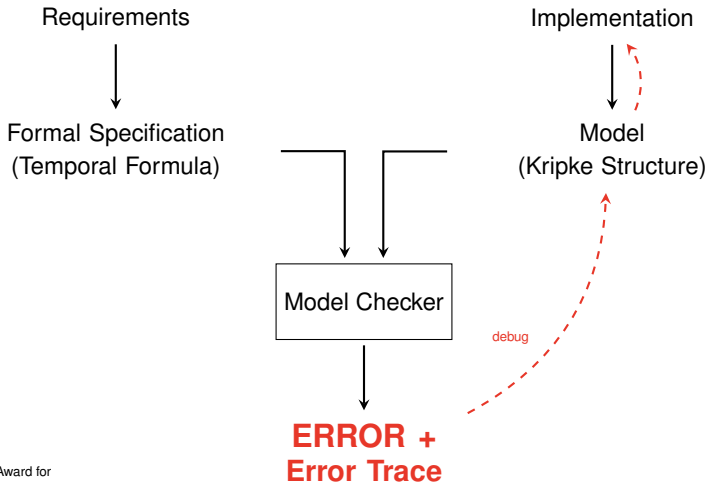 Requirements
Implementation
Formal Specification
(Temporal Formula)
Model
(Kripke Structure)
Model Checker
debug
ERROR +
Error Trace
Award for